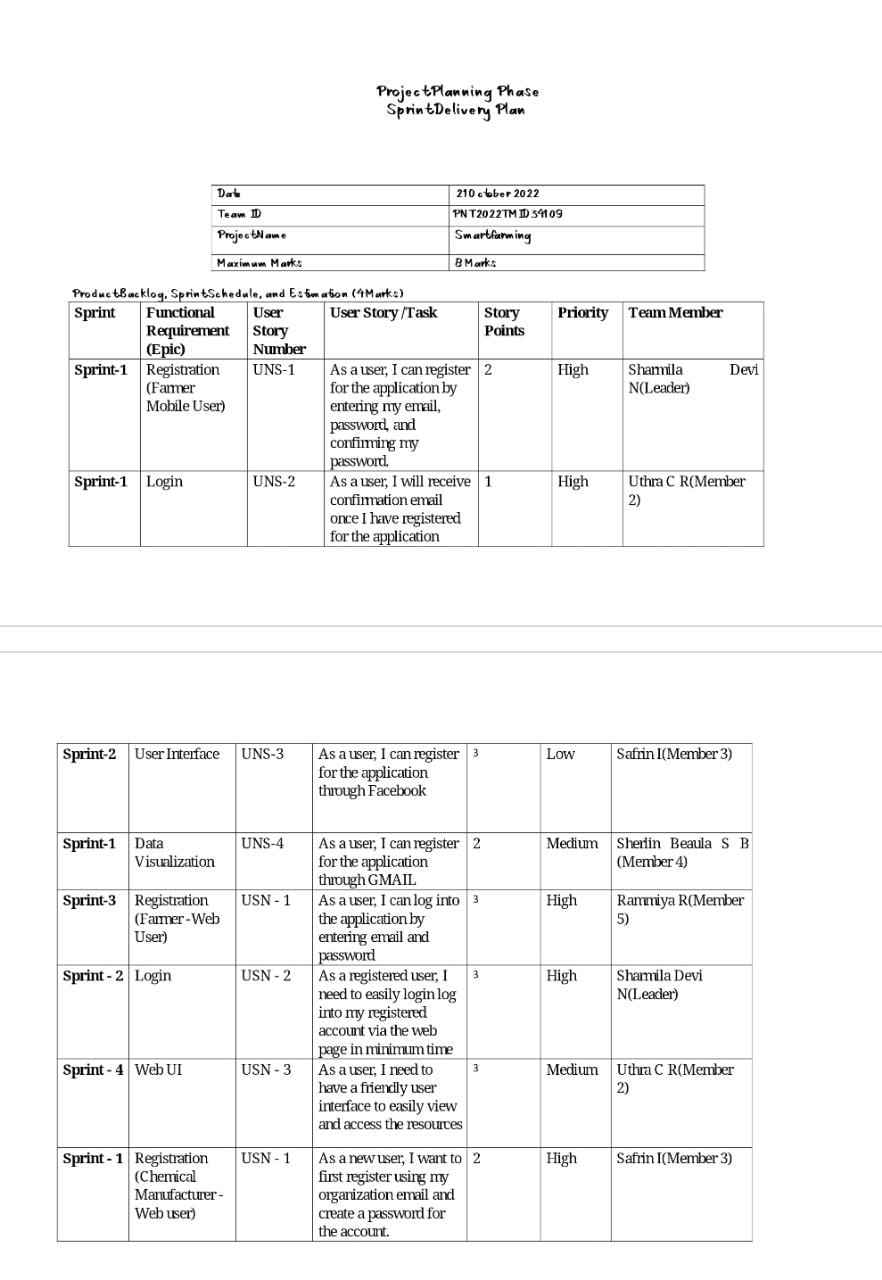 ProjectPlanning Phase
SprintDelivery Plan
Date 21October 2022
Team ID PNT2022TMID39109
ProjectName Smartfarming
Maximum Marks 8Marks
ProductBacklog, SprintSchedule, and Estimation (4Marks)
Sprint Functional User User Story /Task Story Priority Team Member
Requirement Story Points
(Epic) Number
Sprint-1 Registration UNS-1 As a user, I can register 2 High Sharmila Devi
(Farmer for the application by N(Leader)
Mobile User) entering my email,
password, and
confirming my
password.
Sprint-1 Login UNS-2 As a user, I will receive 1 High Uthra C R(Member
confirmation email 2)
once I have registered
for the application
Sprint-2 User Interface UNS-3 As a user, I can register 3 Low Safrin I(Member 3)
for the application
through Facebook
Sprint-1 Data UNS-4 As a user, I can register 2 Medium Sherlin Beaula S B
Visualization for the application (Member 4)
through GMAIL
Sprint-3 Registration USN - 1 As a user, I can log into 3 High Rammiya R(Member
(Farmer -Web the application by 5)
User) entering email and
password
Sprint - 2 Login USN - 2 As a registered user, I 3 High Sharmila Devi
need to easily login log N(Leader)
into my registered
account via the web
page in minimum time
Sprint - 4 Web UI USN - 3 As a user, I need to 3 Medium Uthra C R(Member
have a friendly user 2)
interface to easily view
and access the resources
Sprint - 1 Registration USN - 1 As a new user, I want to 2 High Safrin I(Member 3)
(Chemical first register using my
Manufacturer - organization email and
Web user) create a password for
the account.